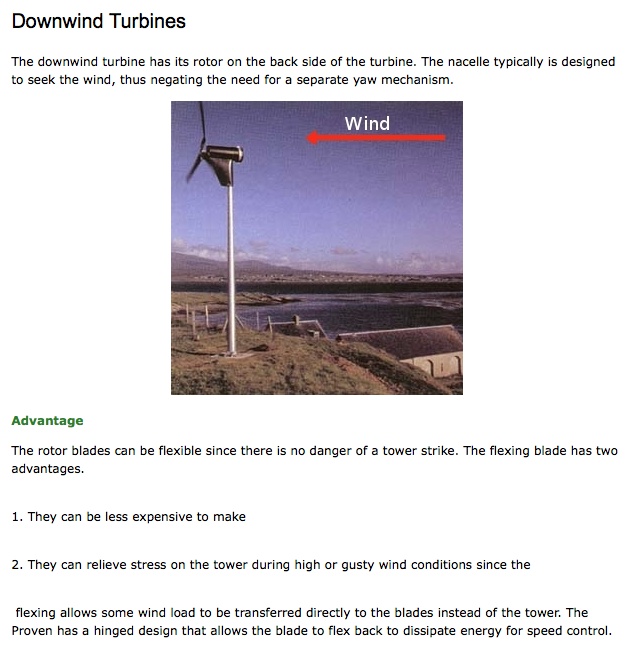 Downwind Turbines
The downwind turbine has its rotor on the back side of the turbine. The nacelle typically is designed
to seek the wind, thus negating the need for a separate yaw mechanism.
Wind
Advantage
The rotor blades can be flexible since there is no danger of a tower strike. The flexing blade has two
advantages.
1. They can be less expensive to make
2. They can relieve stress on the tower during high or gusty wind conditions since the
flexing allows some wind load to be transferred directly to the blades instead of the tower. The
Proven has a hinged design that allows the blade to flex back to dissipate energy for speed control.